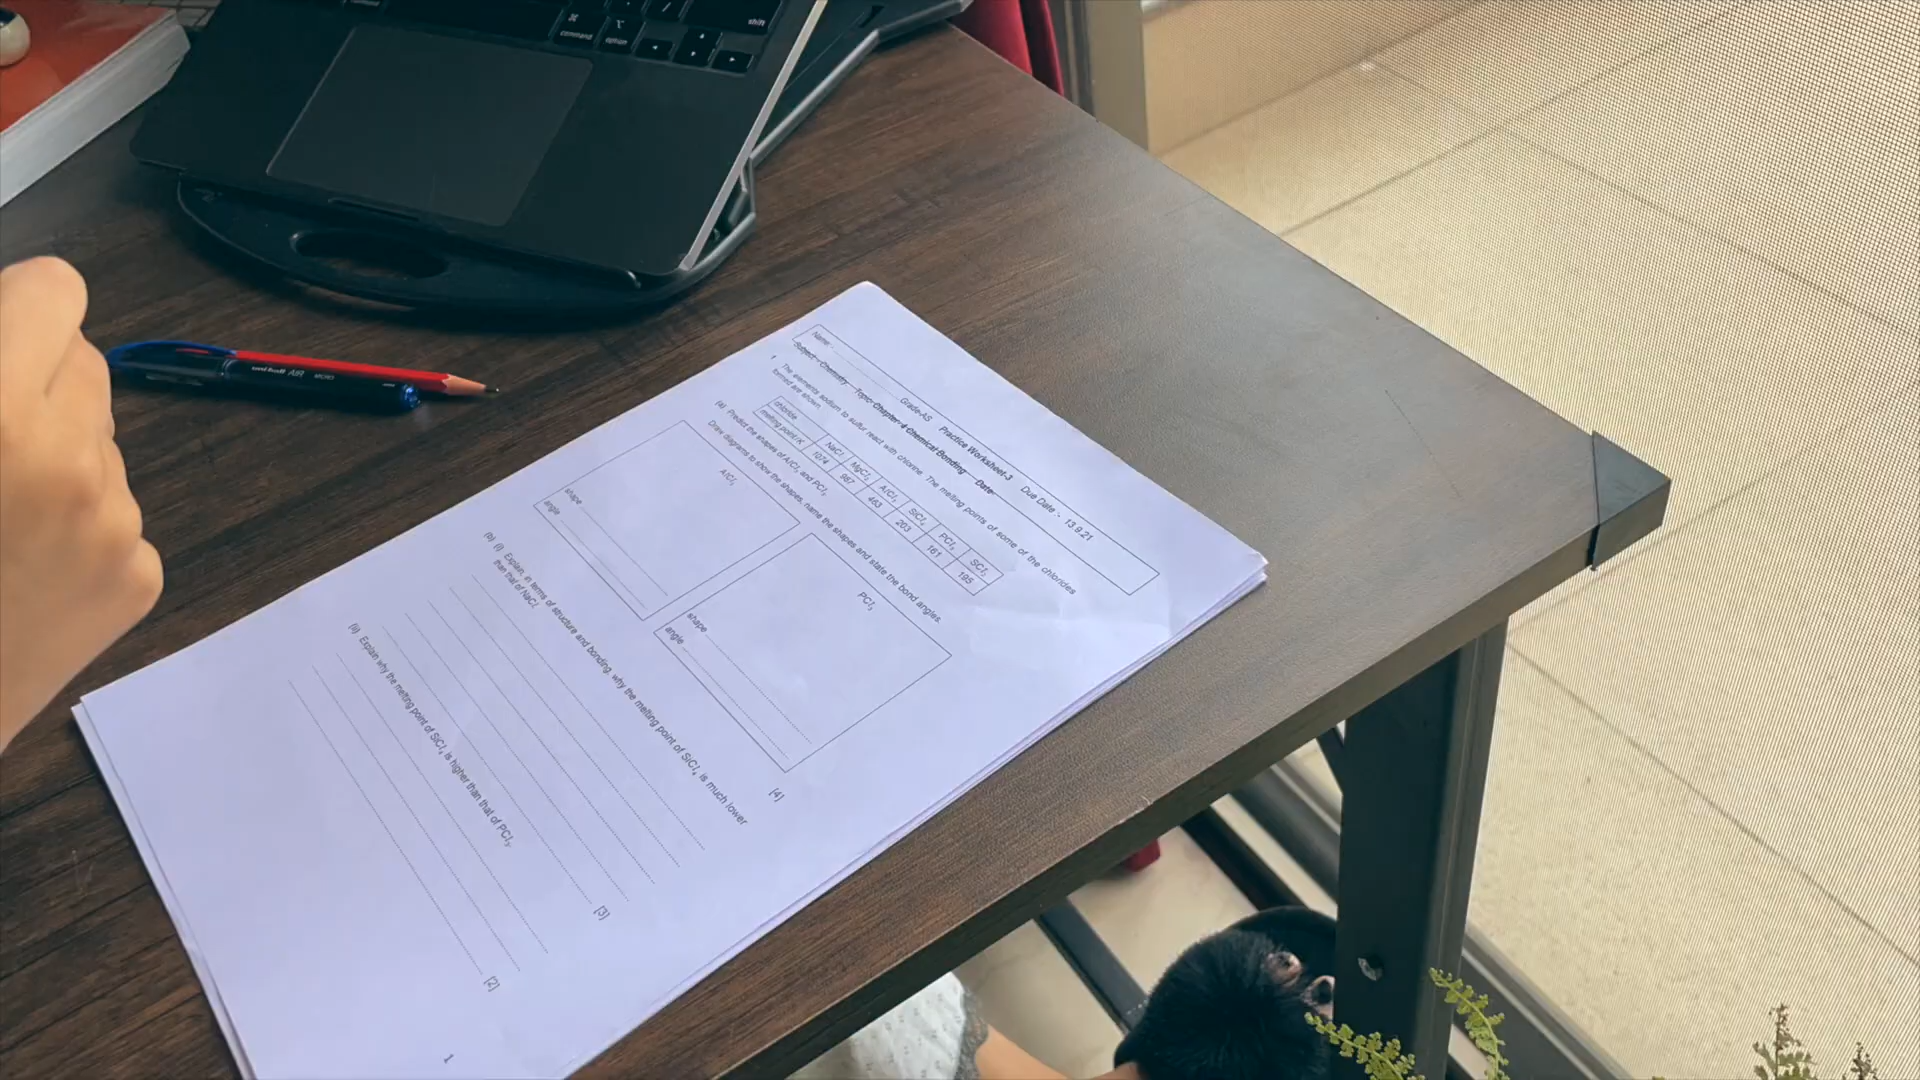 command
option
shift
uni-ball AIR MICRO
Name:-
Grade-AS Practice Worksheet-3 Due Date :- 13.9.21
Subject:- Chemistry Topic- Chapter-4 Chemical Bonding Date-
1 The elements sodium to sulfur react with chlorine. The melting points of some of the chlorides
formed are shown.
chloride NaCl MgCl₂ AlCl₃ SiCl₄ PCl₃ SCl₂
melting point / K 1074 987 463 203 161 195
(a) Predict the shapes of AlCl₃ and PCl₃.
Draw diagrams to show the shapes, name the shapes and state the bond angles.
AlCl₃ PCl₃
shape shape
angle angle
[4]
(b) (i) Explain, in terms of structure and bonding, why the melting point of SiCl₄ is much lower
than that of NaCl.
[3]
(ii) Explain why the melting point of SiCl₄ is higher than that of PCl₃.
[2]
1